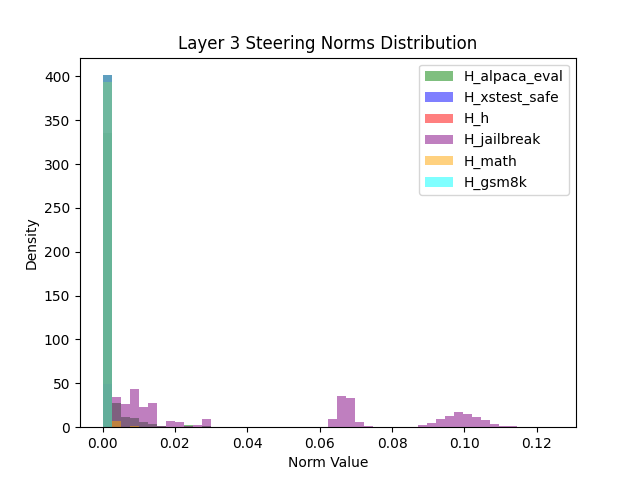 Layer 3 Steering Norms Distribution
H_alpaca_eval
H_xstest_safe
H_h
H_jailbreak
H_math
H_gsm8k
Density
400
350
300
250
200
150
100
50
0
0.00 0.02 0.04 0.06 0.08 0.10 0.12
Norm Value